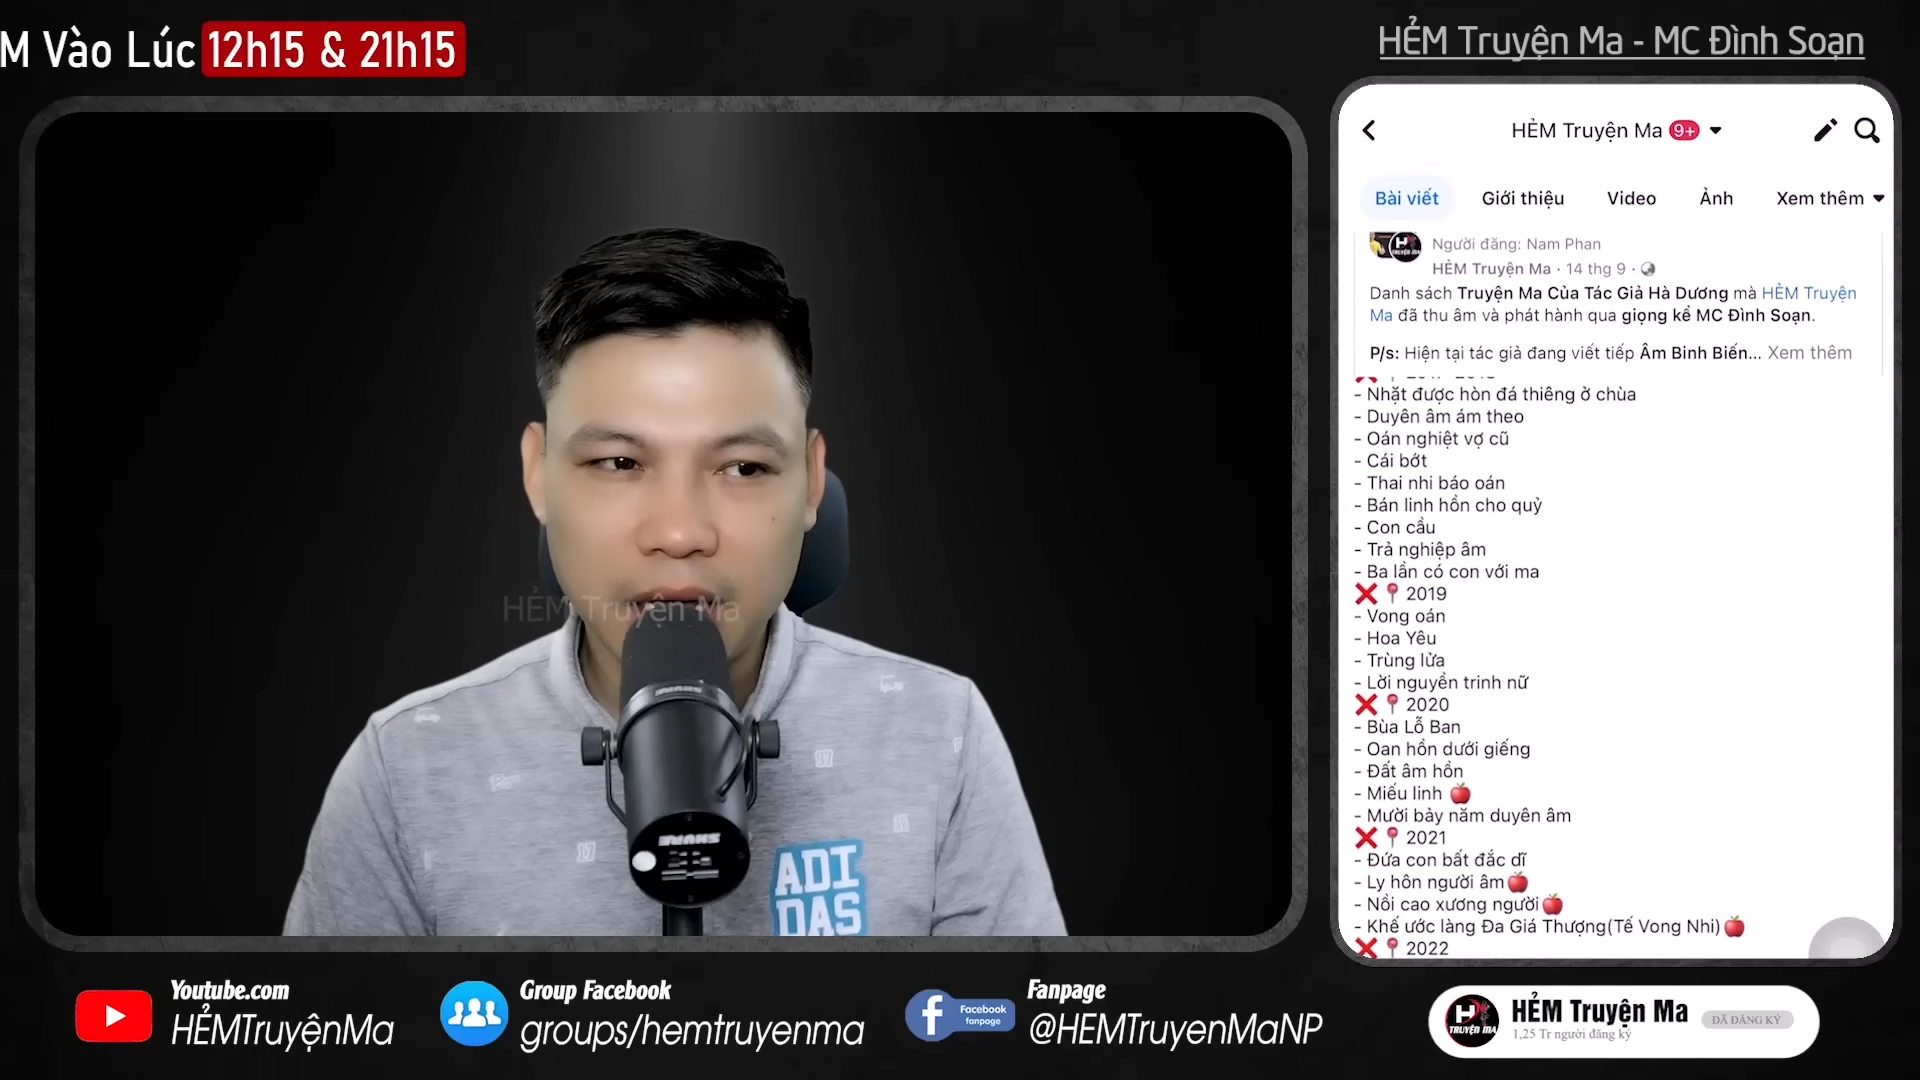 M Vào Lúc 12h15 & 21h15
HẺM Truyện Ma - MC Đình Soạn
HẺM Truyện Ma 9+
Bài viết Giới thiệu Video Ảnh Xem thêm
Người đăng: Nam Phan
HẺM Truyện Ma · 14 thg 9 ·
Danh sách Truyện Ma Của Tác Giả Hà Dương mà HẺM Truyện
Ma đã thu âm và phát hành qua giọng kể MC Đình Soạn.
P/s: Hiện tại tác giả đang viết tiếp Âm Binh Biến... Xem thêm
- Nhặt được hòn đá thiêng ở chùa
- Duyên âm ám theo
- Oán nghiệt vợ cũ
- Cái bớt
- Thai nhi báo oán
- Bán linh hồn cho quỷ
- Con cầu
- Trả nghiệp âm
- Ba lần có con với ma
❌📍2019
- Vong oán
- Hoa Yêu
- Trùng lửa
- Lời nguyền trinh nữ
❌📍2020
- Bùa Lỗ Ban
- Oan hồn dưới giếng
- Đất âm hồn
- Miếu linh 🍎
- Mười bảy năm duyên âm
❌📍2021
- Đứa con bất đắc dĩ
- Ly hôn người âm🍎
- Nồi cao xương người🍎
- Khế ước làng Đa Giá Thượng(Tế Vong Nhi)🍎
❌📍2022
HẺM Truyện Ma
SHURE
SHURE
97
17
ADI
DAS
Youtube.com
HẺMTruyệnMa
Group Facebook
groups/hemtruyenma
Facebook
fanpage
Fanpage
@HEMTruyenMaNP
H
TRUYỆN MA
HẺM Truyện Ma
1,25 Tr người đăng ký
ĐÃ ĐĂNG KÝ